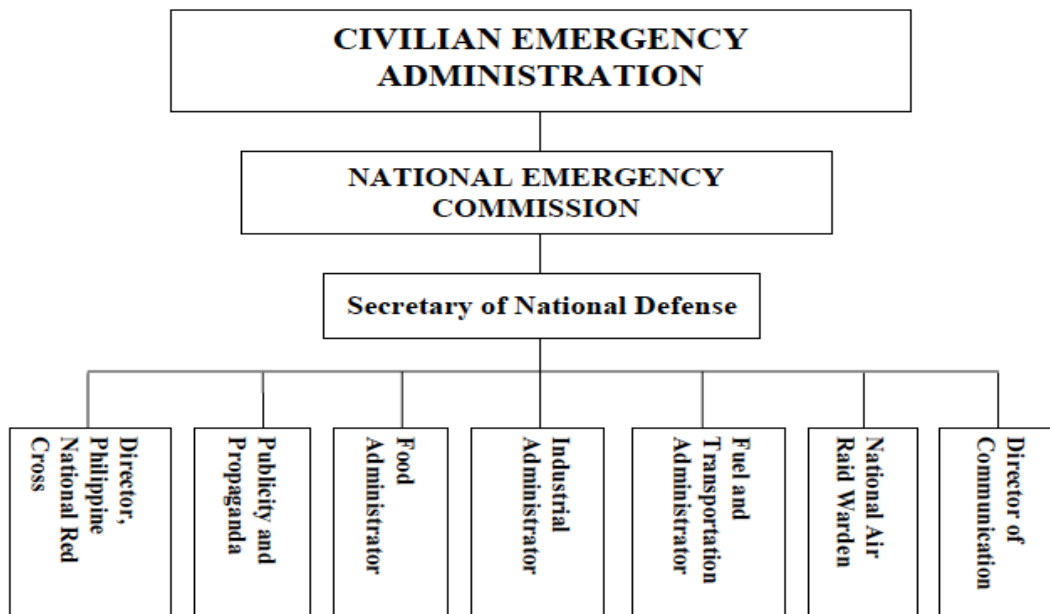 CIVILIAN EMERGENCY
ADMINISTRATION
NATIONAL EMERGENCY
COMMISSION
Secretary of National Defense
Director,
Philippine
National Red
Cross
Publicity and
Propaganda
Food
Administrator
Industrial
Administrator
Fuel and
Transportation
Administrator
National Air
Raid Warden
Director of
Communication